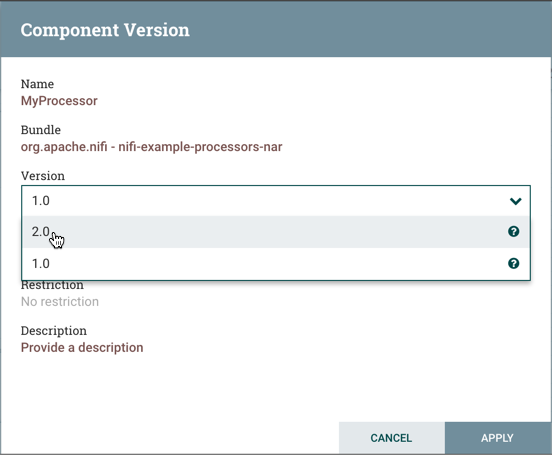 Component Version
Name
MyProcessor
Bundle
org.apache.nifi - nifi-example-processors-nar
Version
1.0
2.0
1.0
Restriction
No restriction
Description
Provide a description
CANCEL
APPLY